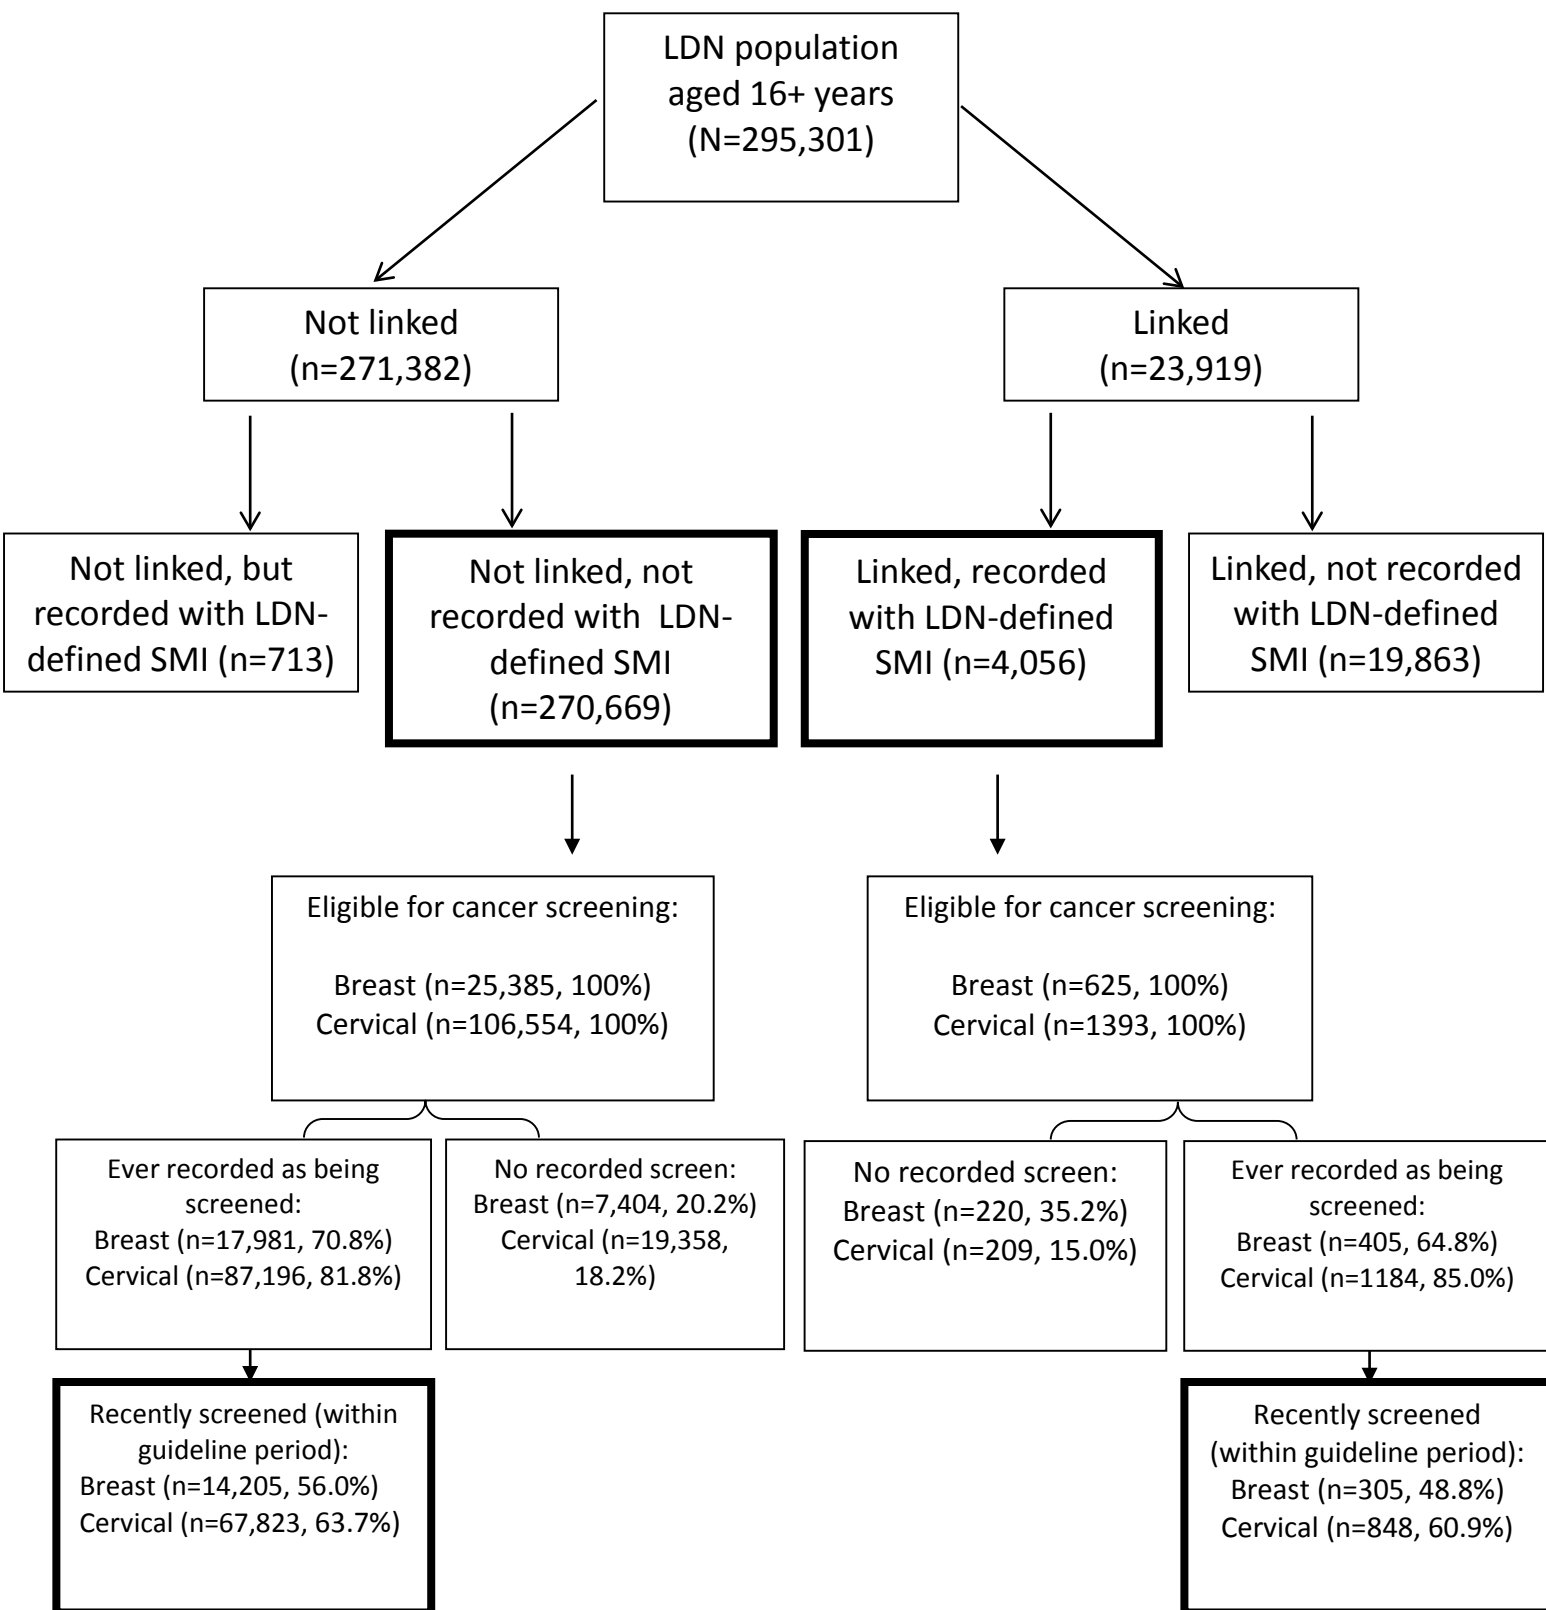 LDN population
aged 16+ years
(N=295,301)
Not linked
(n=271,382)
Linked
(n=23,919)
Not linked, but
recorded with LDN-
defined SMI (n=713)
Not linked, not
recorded with LDN-
defined SMI
(n=270,669)
Linked, recorded
with LDN-defined
SMI (n=4,056)
Linked, not recorded
with LDN-defined
SMI (n=19,863)
Eligible for cancer screening:
Breast (n=25,385, 100%)
Cervical (n=106,554, 100%)
Eligible for cancer screening:
Breast (n=625, 100%)
Cervical (n=1393, 100%)
Ever recorded as being
screened:
Breast (n=17,981, 70.8%)
Cervical (n=87,196, 81.8%)
No recorded screen:
Breast (n=7,404, 20.2%)
Cervical (n=19,358,
18.2%)
No recorded screen:
Breast (n=220, 35.2%)
Cervical (n=209, 15.0%)
Ever recorded as being
screened:
Breast (n=405, 64.8%)
Cervical (n=1184, 85.0%)
Recently screened (within
guideline period):
Breast (n=14,205, 56.0%)
Cervical (n=67,823, 63.7%)
Recently screened
(within guideline period):
Breast (n=305, 48.8%)
Cervical (n=848, 60.9%)